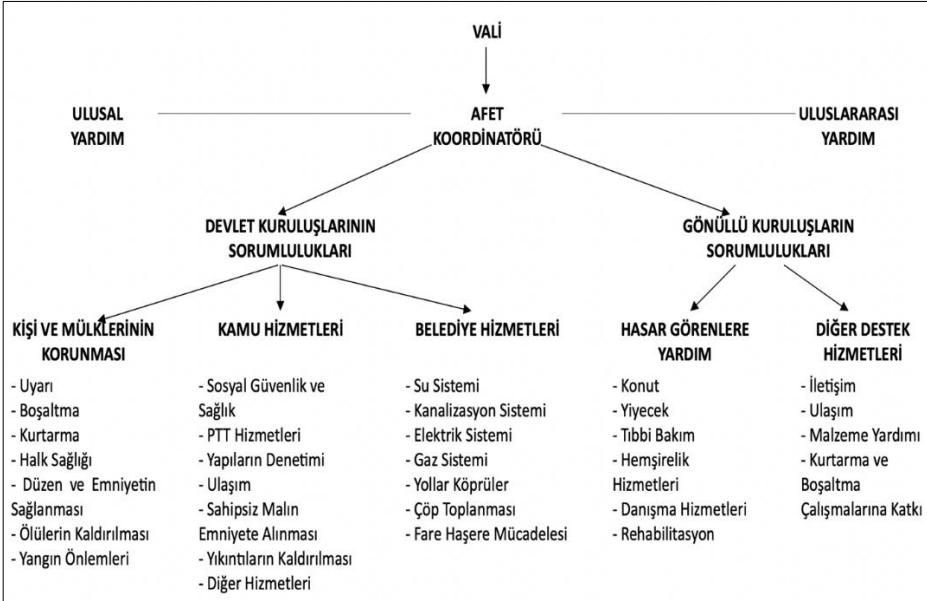 VALİ
ULUSAL
YARDIM
AFET
KOORDİNATÖRÜ
ULUSLARARASI
YARDIM
DEVLET KURULUŞLARININ
SORUMLULUKLARI
GÖNÜLLÜ KURULUŞLARIN
SORUMLULUKLARI
KİŞİ VE MÜLKLERİNİN
KORUNMASI
- Uyarı
- Boşaltma
- Kurtarma
- Halk Sağlığı
- Düzen ve Emniyetin
Sağlanması
- Ölülerin Kaldırılması
- Yangın Önlemleri
KAMU HİZMETLERİ
- Sosyal Güvenlik ve
Sağlık
- PTT Hizmetleri
- Yapıların Denetimi
- Ulaşım
- Sahipsiz Malın
Emniyete Alınması
- Yıkıntıların Kaldırılması
- Diğer Hizmetleri
BELEDİYE HİZMETLERİ
- Su Sistemi
- Kanalizasyon Sistemi
- Elektrik Sistemi
- Gaz Sistemi
- Yollar Köprüler
- Çöp Toplanması
- Fare Haşere Mücadelesi
HASAR GÖRENLERE
YARDIM
- Konut
- Yiyecek
- Tıbbi Bakım
- Hemşirelik
Hizmetleri
- Danışma Hizmetleri
- Rehabilitasyon
DİĞER DESTEK
HİZMETLERİ
- İletişim
- Ulaşım
- Malzeme Yardımı
- Kurtarma ve
Boşaltma
Çalışmalarına Katkı